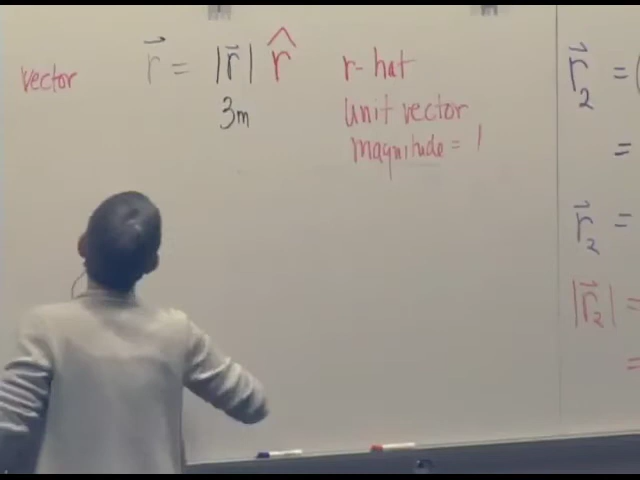 vector r⃗ = |r⃗| r̂ r-hat
3m unit vector
magnitude = 1
r⃗₂ = (
=
r⃗₂ =
|r⃗₂| =
=